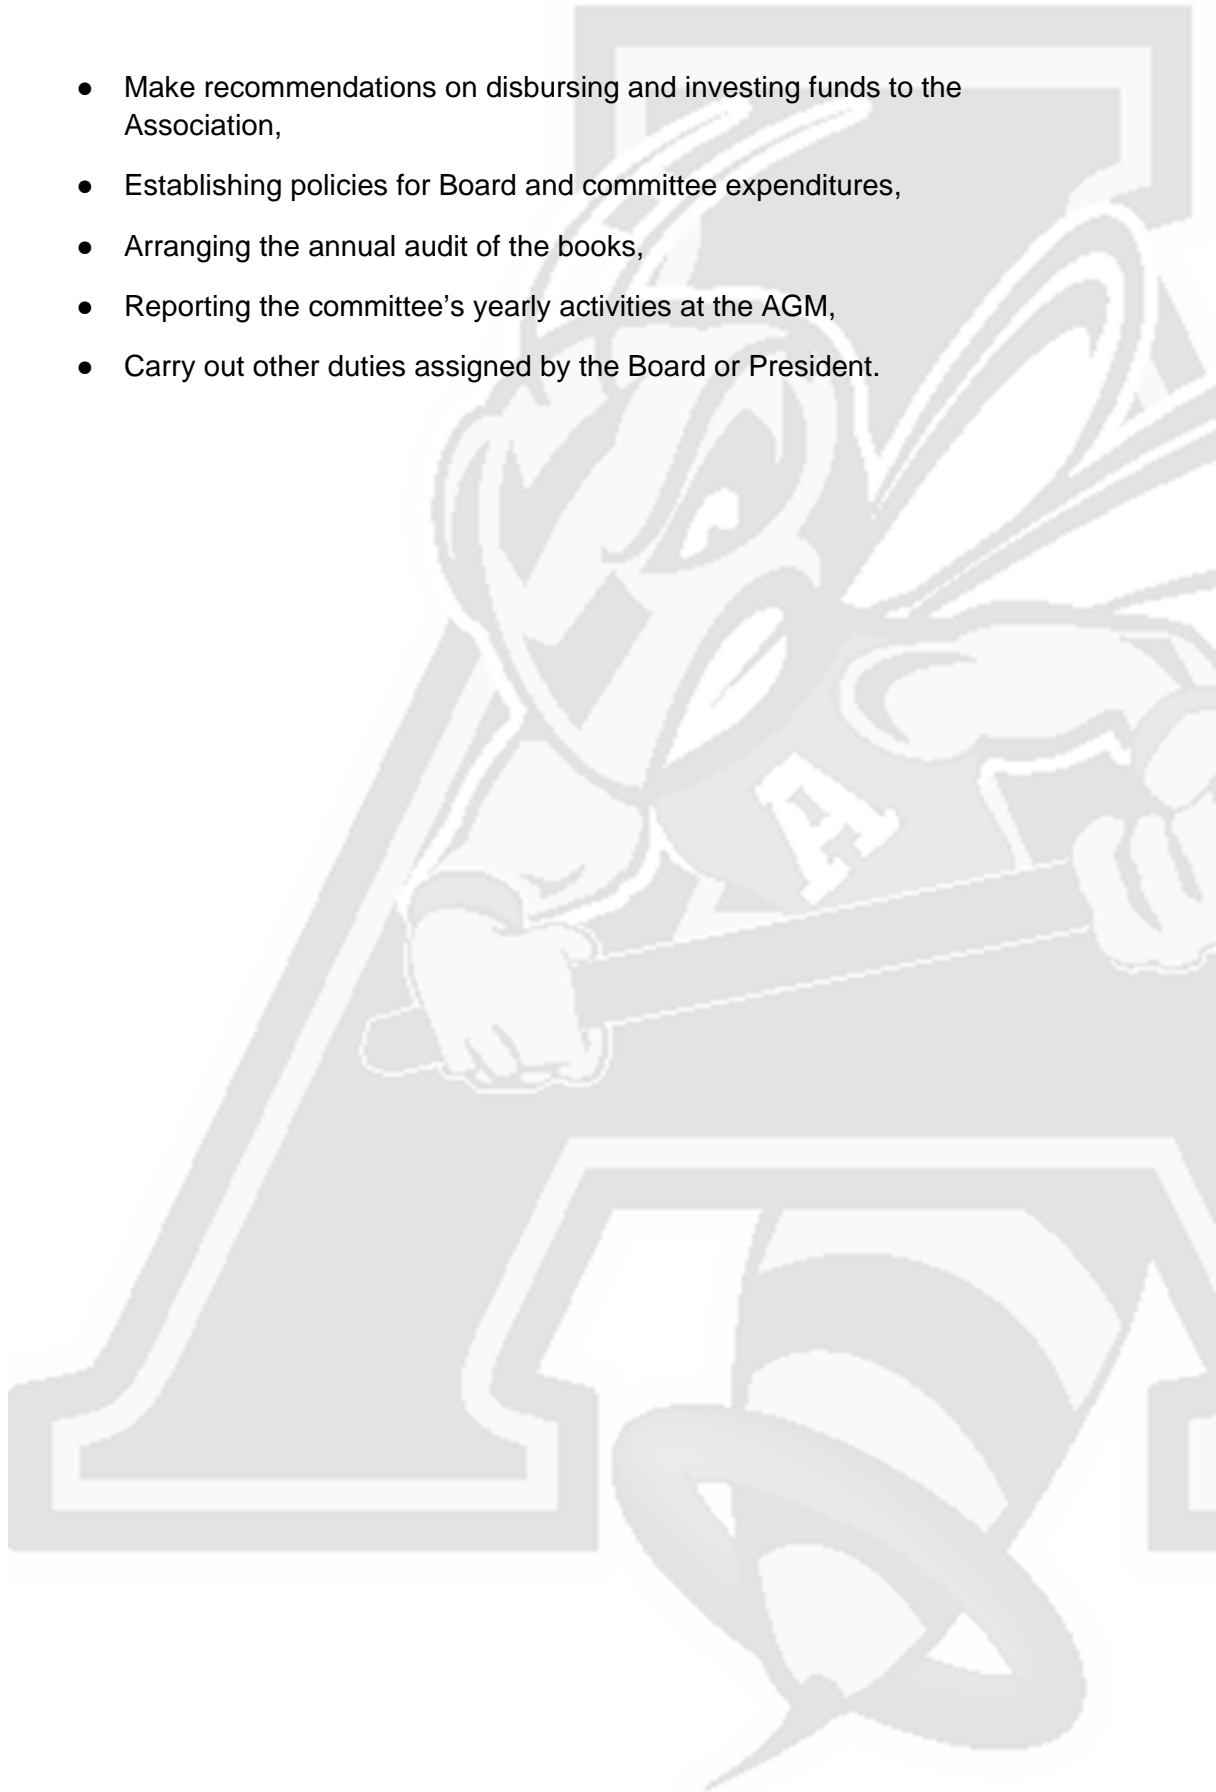 ● Make recommendations on disbursing and investing funds to the
Association,
● Establishing policies for Board and committee expenditures,
● Arranging the annual audit of the books,
● Reporting the committee’s yearly activities at the AGM,
● Carry out other duties assigned by the Board or President.
A
A